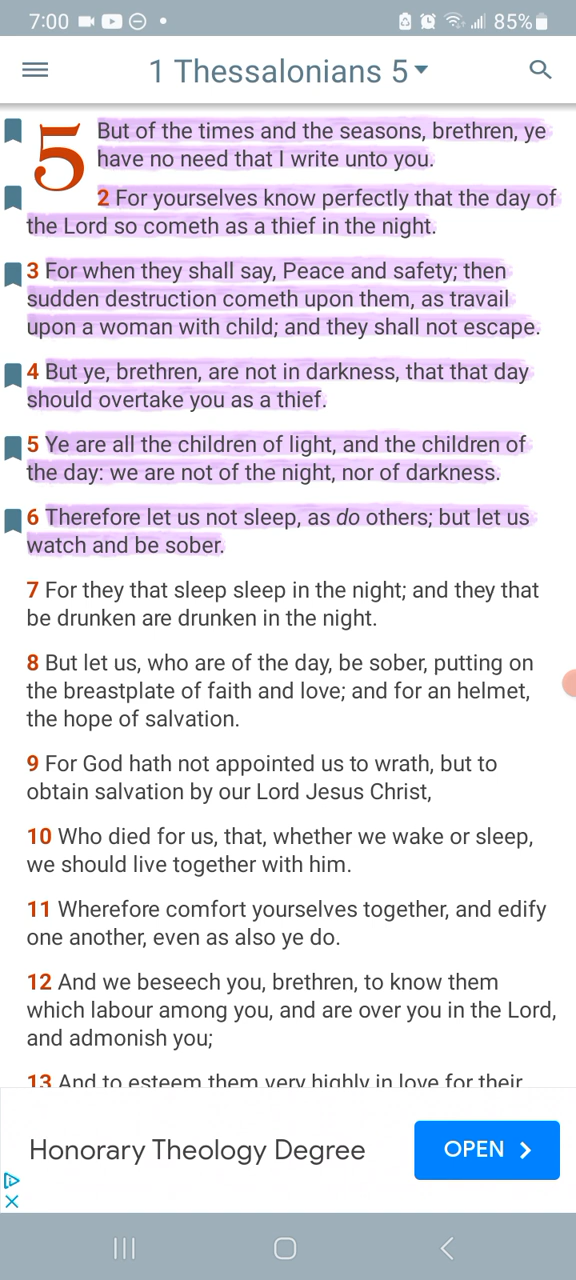 7:00 85%
1 Thessalonians 5
5 But of the times and the seasons, brethren, ye
have no need that I write unto you.
2 For yourselves know perfectly that the day of
the Lord so cometh as a thief in the night.
3 For when they shall say, Peace and safety; then
sudden destruction cometh upon them, as travail
upon a woman with child; and they shall not escape.
4 But ye, brethren, are not in darkness, that that day
should overtake you as a thief.
5 Ye are all the children of light, and the children of
the day: we are not of the night, nor of darkness.
6 Therefore let us not sleep, as do others; but let us
watch and be sober.
7 For they that sleep sleep in the night; and they that
be drunken are drunken in the night.
8 But let us, who are of the day, be sober, putting on
the breastplate of faith and love; and for an helmet,
the hope of salvation.
9 For God hath not appointed us to wrath, but to
obtain salvation by our Lord Jesus Christ,
10 Who died for us, that, whether we wake or sleep,
we should live together with him.
11 Wherefore comfort yourselves together, and edify
one another, even as also ye do.
12 And we beseech you, brethren, to know them
which labour among you, and are over you in the Lord,
and admonish you;
13 And to esteem them very highly in love for their
Honorary Theology Degree
OPEN